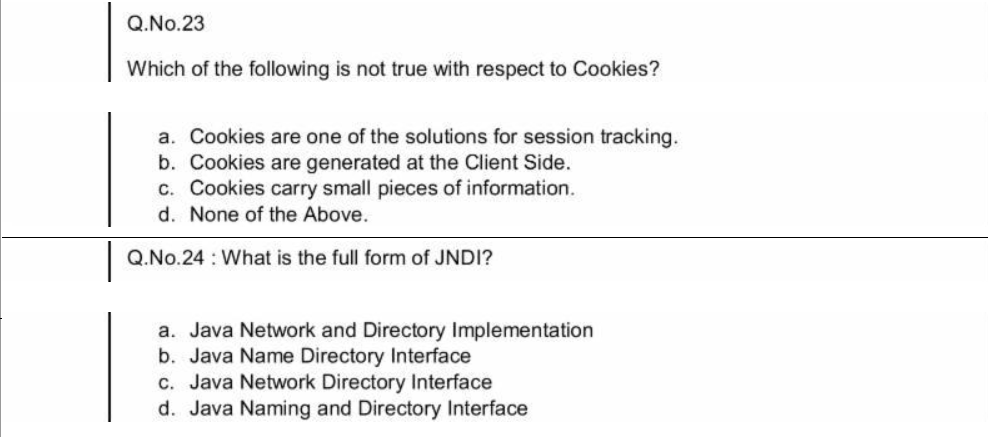 Q.No.23
Which of the following is not true with respect to Cookies?
a. Cookies are one of the solutions for session tracking.
b. Cookies are generated at the Client Side.
c. Cookies carry small pieces of information.
d. None of the Above.
Q.No.24 : What is the full form of JNDI?
a. Java Network and Directory Implementation
b. Java Name Directory Interface
c. Java Network Directory Interface
d. Java Naming and Directory Interface